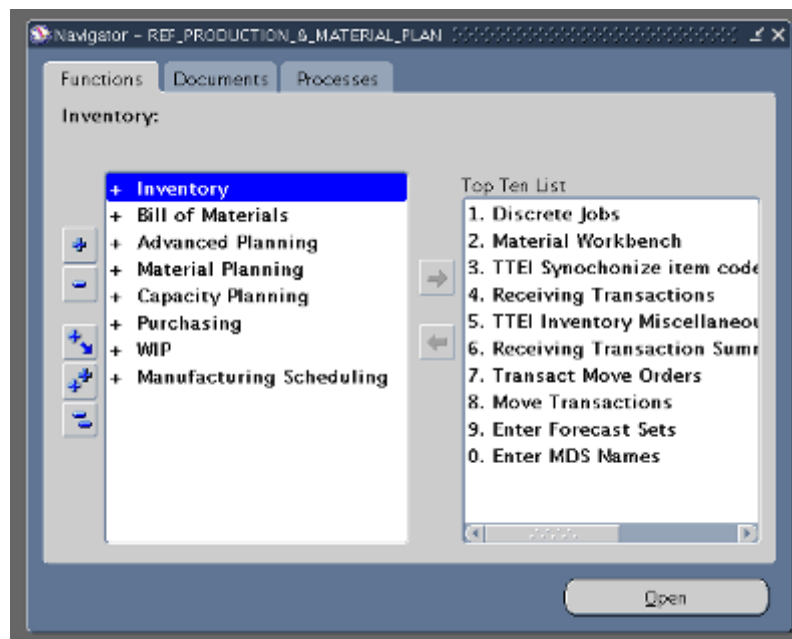 Navigator - REF_PRODUCTION_&_MATERIAL_PLAN
Functions
Documents
Processes
Inventory:
+ Inventory
+ Bill of Materials
+ Advanced Planning
+ Material Planning
+ Capacity Planning
+ Purchasing
+ WIP
+ Manufacturing Scheduling
Top Ten List
1. Discrete Jobs
2. Material Workbench
3. TTEI Synochonize item code
4. Receiving Transactions
5. TTEI Inventory Miscellaneou
6. Receiving Transaction Summ
7. Transact Move Orders
8. Move Transactions
9. Enter Forecast Sets
0. Enter MDS Names
Open